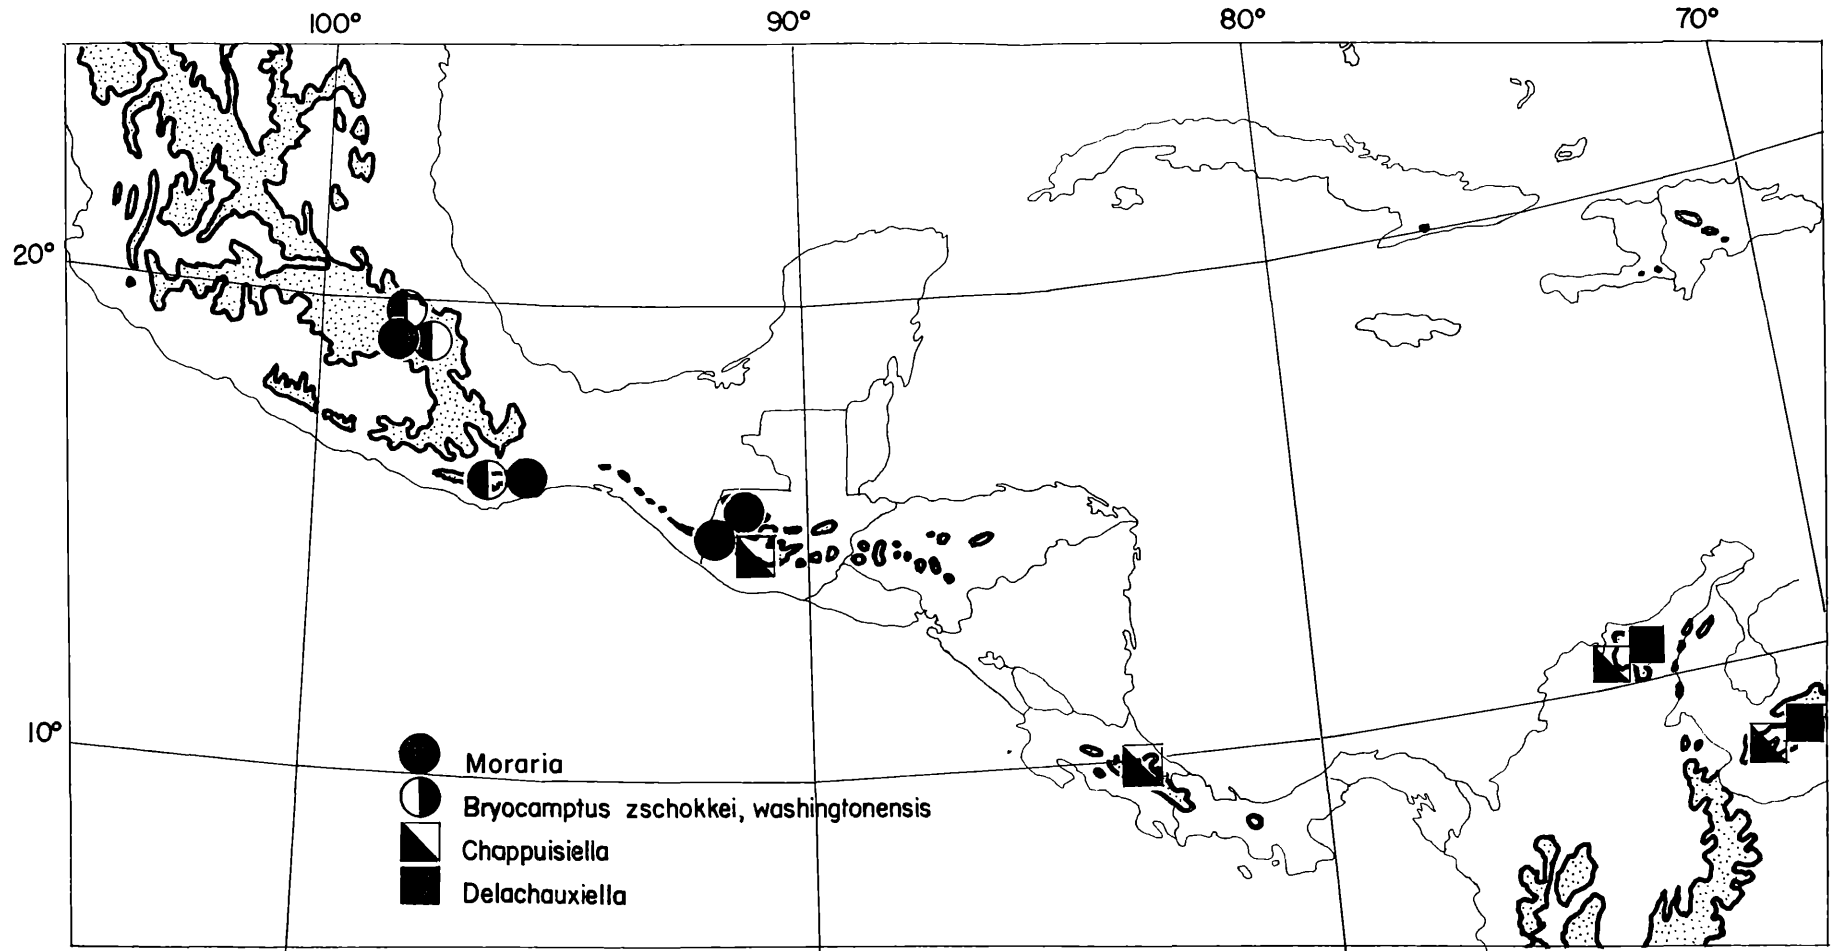 100° 90° 80° 70°
20°
10°
Moraria
Bryocamptus zschokkei, washingtonensis
Chappuisiella
Delachauxiella